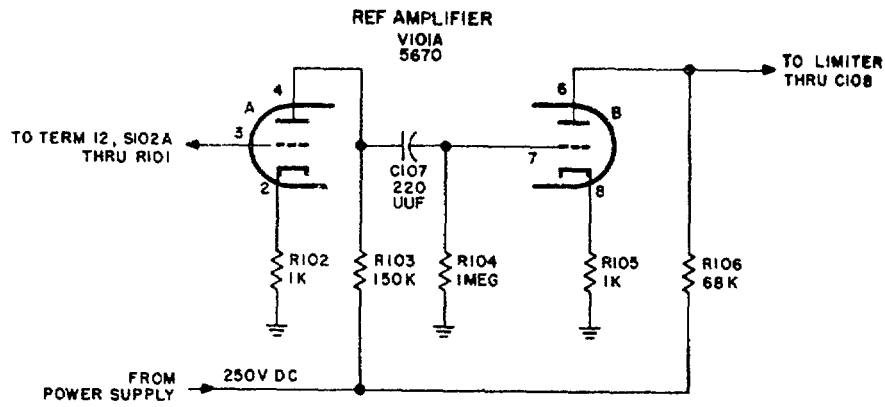 REF AMPLIFIER
V101A
5670
4
A
3
2
TO TERM 12, S102A
THRU R101
C107
220
UUF
6
B
7
8
TO LIMITER
THRU C108
R102
1K
R103
150K
R104
1MEG
R105
1K
R106
68K
FROM
POWER SUPPLY
250V DC